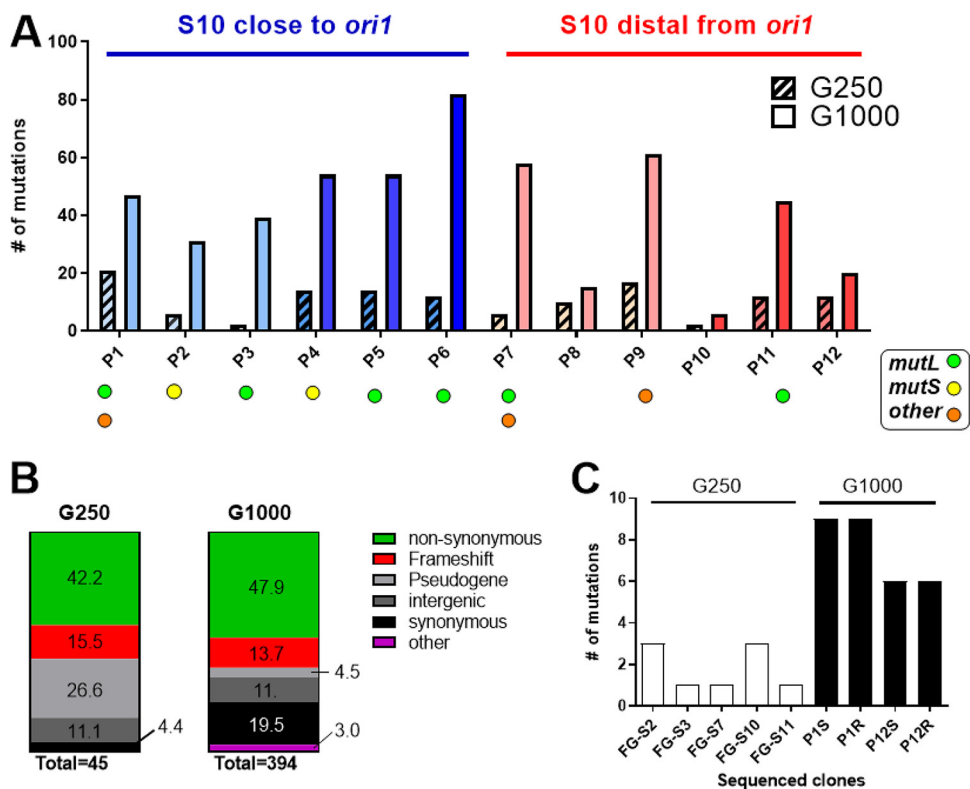 A
S10 close to ori1
S10 distal from ori1
G250
G1000
# of mutations
100
80
60
40
20
0
P1
P2
P3
P4
P5
P6
P7
P8
P9
P10
P11
P12
mutL
mutS
other
B
G250
G1000
42.2
15.5
26.6
11.1
4.4
Total=45
47.9
13.7
4.5
11.
19.5
3.0
Total=394
non-synonymous
Frameshift
Pseudogene
intergenic
synonymous
other
C
G250
G1000
# of mutations
10
8
6
4
2
0
FG-S2
FG-S3
FG-S7
FG-S10
FG-S11
P1S
P1R
P12S
P12R
Sequenced clones